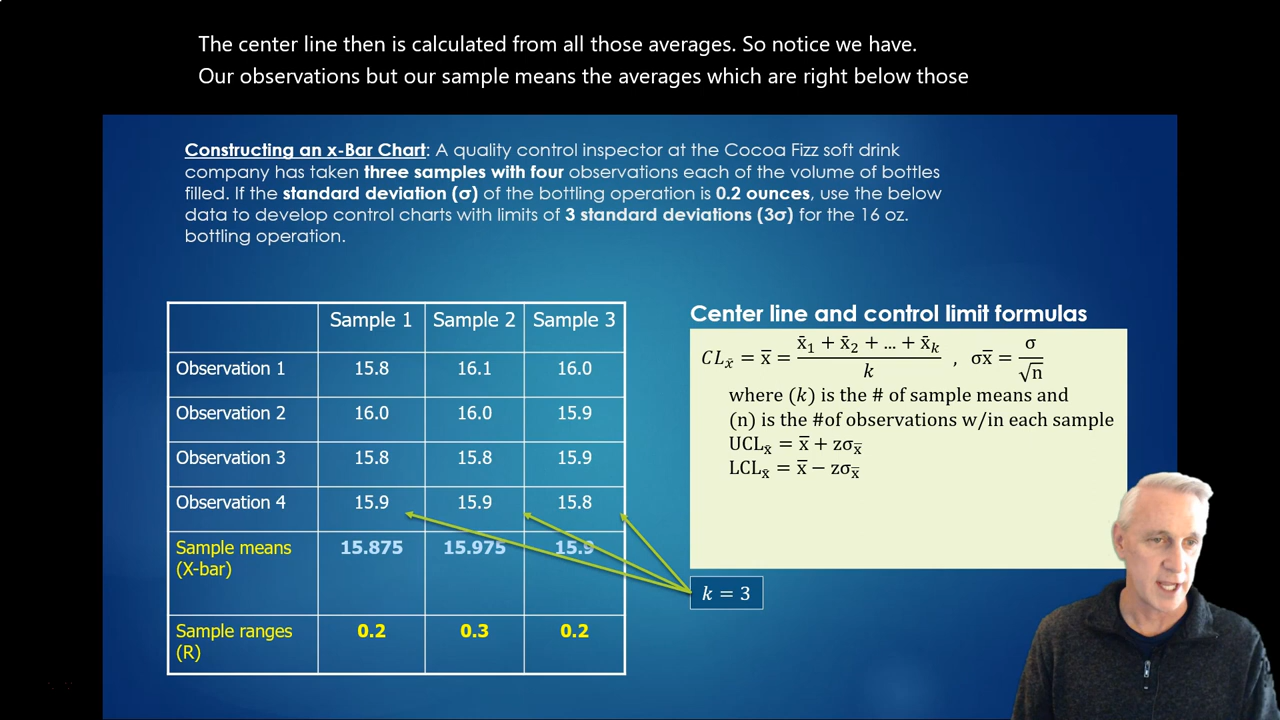 The center line then is calculated from all those averages. So notice we have.
Our observations but our sample means the averages which are right below those
Constructing an x-Bar Chart: A quality control inspector at the Cocoa Fizz soft drink
company has taken three samples with four observations each of the volume of bottles
filled. If the standard deviation (σ) of the bottling operation is 0.2 ounces, use the below
data to develop control charts with limits of 3 standard deviations (3σ) for the 16 oz.
bottling operation.
Sample 1 Sample 2 Sample 3
Observation 1 15.8 16.1 16.0
Observation 2 16.0 16.0 15.9
Observation 3 15.8 15.8 15.9
Observation 4 15.9 15.9 15.8
Sample means 15.875 15.975 15.9
(X-bar)
Sample ranges 0.2 0.3 0.2
(R)
Center line and control limit formulas
CL_x̄ = x̿ = (x̄₁ + x̄₂ + ... + x̄ₖ) / k , σx̄ = σ / √n
where (k) is the # of sample means and
(n) is the #of observations w/in each sample
UCL_x̄ = x̿ + zσ_x̄
LCL_x̄ = x̿ − zσ_x̄
k = 3